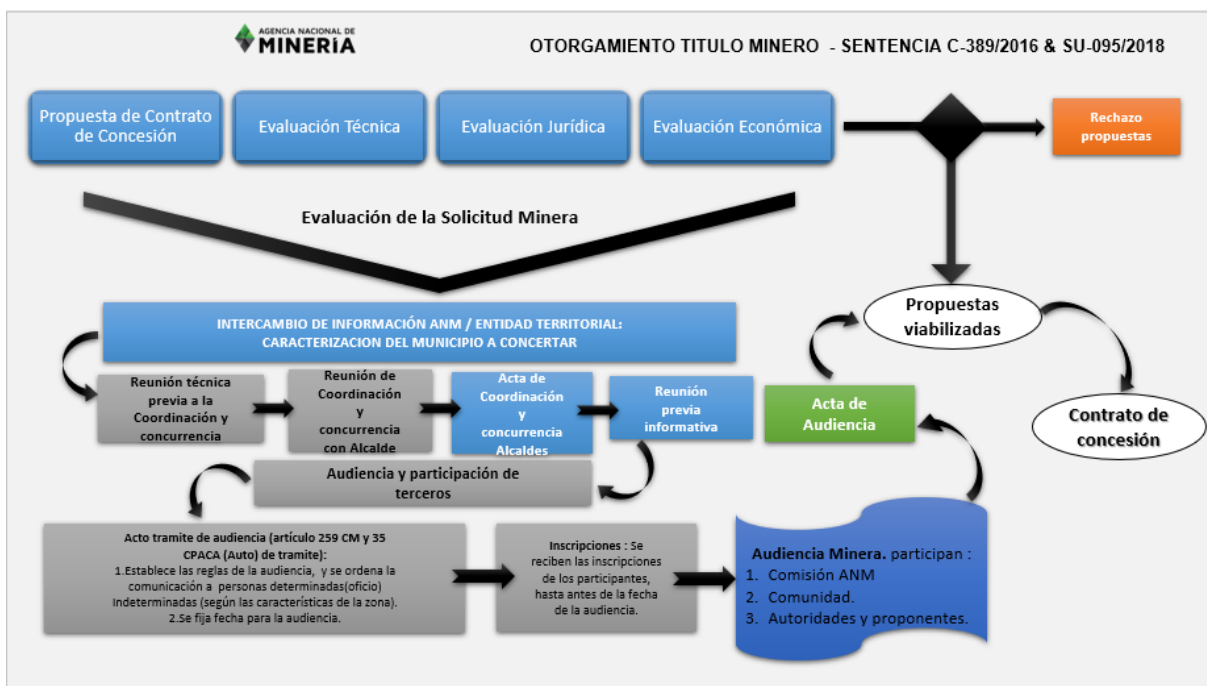 AGENCIA NACIONAL DE
MINERÍA
OTORGAMIENTO TITULO MINERO - SENTENCIA C-389/2016 & SU-095/2018
Propuesta de Contrato
de Concesión
Evaluación Técnica
Evaluación Jurídica
Evaluación Económica
Rechazo
propuestas
Evaluación de la Solicitud Minera
Propuestas
viabilizadas
INTERCAMBIO DE INFORMACIÓN ANM / ENTIDAD TERRITORIAL:
CARACTERIZACION DEL MUNICIPIO A CONCERTAR
Reunión técnica
previa a la
Coordinación y
concurrencia
Reunión de
Coordinación
y
concurrencia
con Alcalde
Acta de
Coordinación
y
concurrencia
Alcaldes
Reunión
previa
informativa
Acta de
Audiencia
Contrato de
concesión
Audiencia y participación de
terceros
Acto tramite de audiencia (artículo 259 CM y 35
CPACA (Auto) de tramite):
1.Establece las reglas de la audiencia, y se ordena la
comunicación a personas determinadas(oficio)
Indeterminadas (según las características de la zona).
2.Se fija fecha para la audiencia.
Inscripciones : Se
reciben las inscripciones
de los participantes,
hasta antes de la fecha
de la audiencia.
Audiencia Minera. participan :
1. Comisión ANM
2. Comunidad.
3. Autoridades y proponentes.